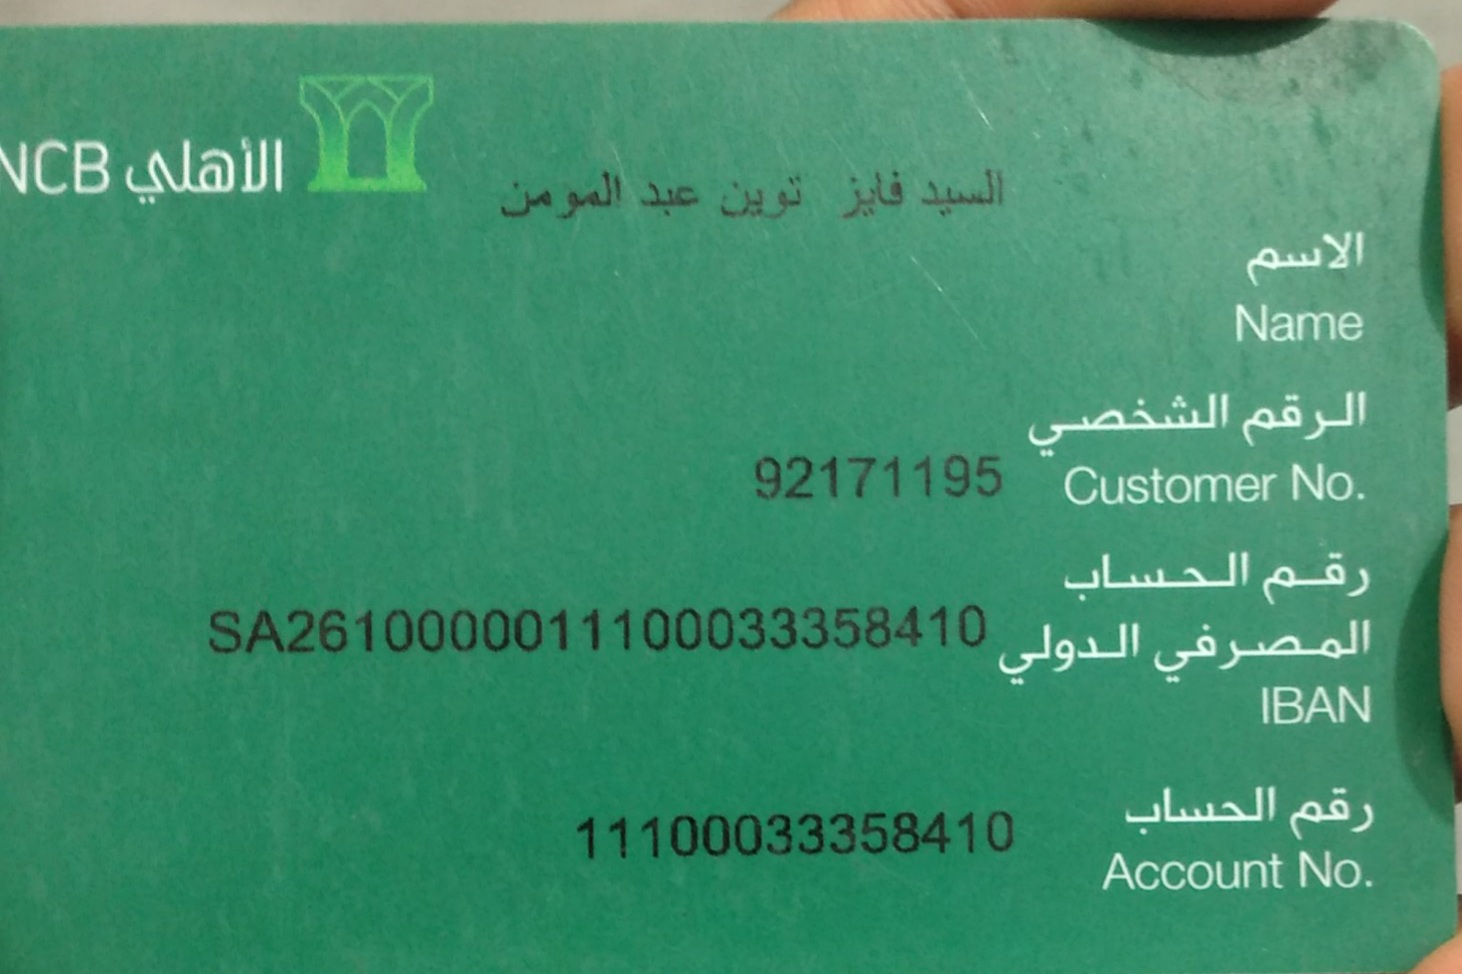 الأهلي NCB
السيد فايز توين عبد المومن
الاسم
Name
الرقم الشخصي
92171195
Customer No.
رقم الحساب
SA2610000011100033358410
المصرفي الدولي
IBAN
رقم الحساب
11100033358410
Account No.